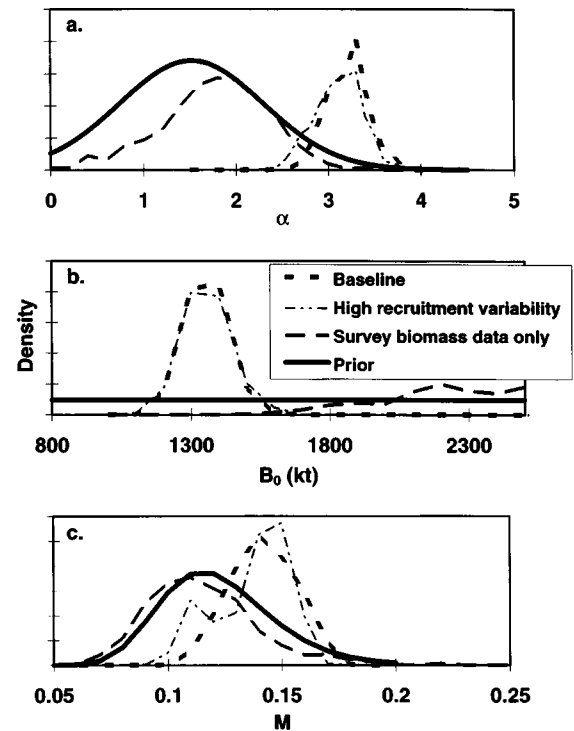 a.
0 1 2 3 4 5
α
b.
Baseline
High recruitment variability
Survey biomass data only
Prior
Density
800 1300 1800 2300
B₀ (kt)
c.
0.05 0.1 0.15 0.2 0.25
M